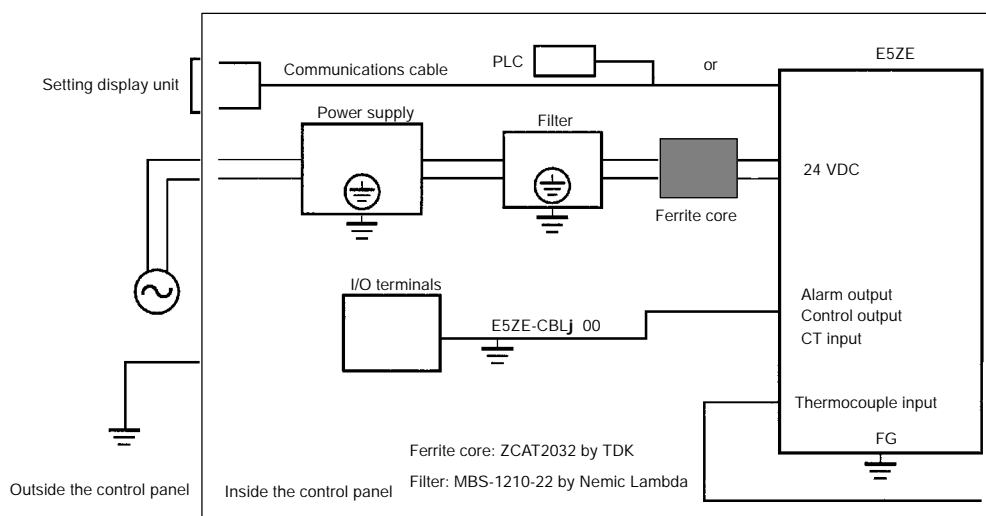 E5ZE
PLC
or
Communications cable
Setting display unit
Power supply
Filter
24 VDC
Ferrite core
I/O terminals
Alarm output
E5ZE-CBLj 00
Control output
CT input
Thermocouple input
FG
Ferrite core: ZCAT2032 by TDK
Filter: MBS-1210-22 by Nemic Lambda
Outside the control panel
Inside the control panel